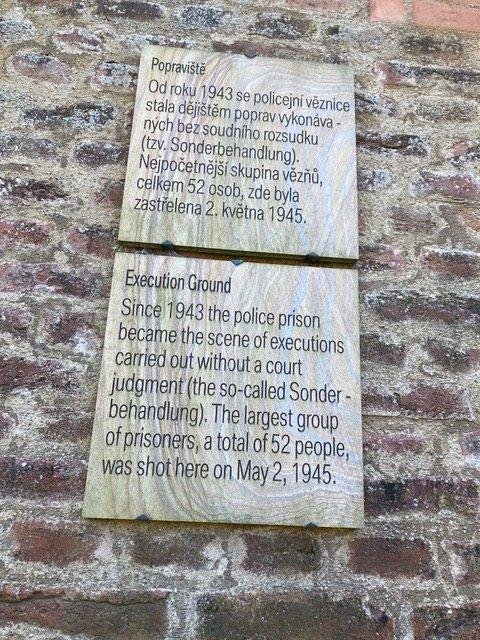 Popraviště
Od roku 1943 se policejní věznice
stala dějištěm poprav vykonáva -
ných bez soudního rozsudku
(tzv. Sonderbehandlung).
Nejpočetnější skupina vězňů,
celkem 52 osob, zde byla
zastřelena 2. května 1945.
Execution Ground
Since 1943 the police prison
became the scene of executions
carried out without a court
judgment (the so-called Sonder -
behandlung). The largest group
of prisoners, a total of 52 people,
was shot here on May 2, 1945.